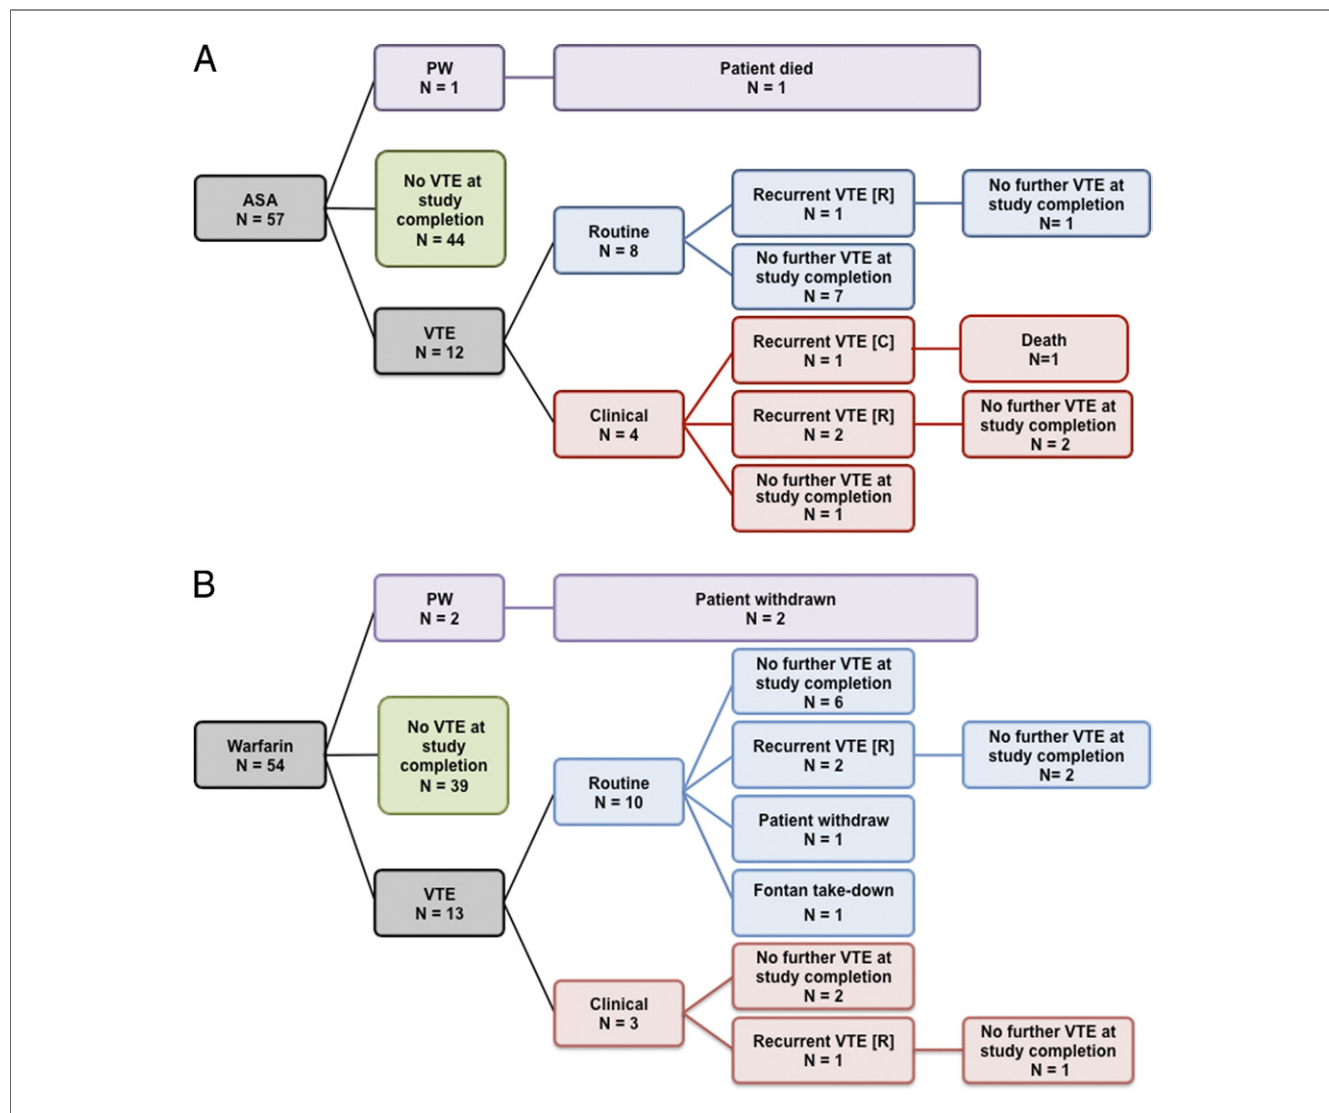 A
PW
N = 1
Patient died
N = 1
ASA
N = 57
No VTE at
study
completion
N = 44
VTE
N = 12
Routine
N = 8
Recurrent VTE [R]
N = 1
No further VTE at
study completion
N= 1
No further VTE at
study completion
N = 7
Clinical
N = 4
Recurrent VTE [C]
N = 1
Death
N=1
Recurrent VTE [R]
N = 2
No further VTE at
study completion
N = 2
No further VTE at
study completion
N = 1
B
PW
N = 2
Patient withdrawn
N = 2
Warfarin
N = 54
No VTE at
study
completion
N = 39
VTE
N = 13
Routine
N = 10
No further VTE at
study completion
N = 6
Recurrent VTE [R]
N = 2
No further VTE at
study completion
N= 2
Patient withdraw
N = 1
Fontan take-down
N = 1
Clinical
N = 3
No further VTE at
study completion
N = 2
Recurrent VTE [R]
N = 1
No further VTE at
study completion
N = 1